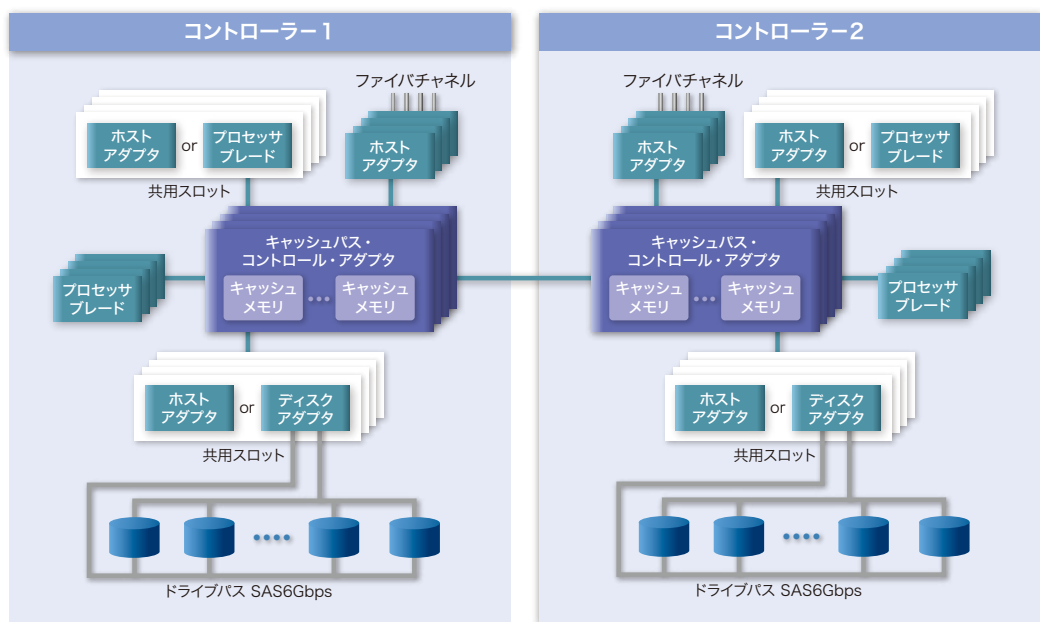 コントローラー1
ファイバチャネル
ホスト
アダプタ
or
プロセッサ
ブレード
共用スロット
ホスト
アダプタ
キャッシュパス・
コントロール・アダプタ
キャッシュ
メモリ
キャッシュ
メモリ
プロセッサ
ブレード
ホスト
アダプタ
or
ディスク
アダプタ
共用スロット
ドライブパス SAS6Gbps
コントローラー2
ファイバチャネル
ホスト
アダプタ
ホスト
アダプタ
or
プロセッサ
ブレード
共用スロット
キャッシュパス・
コントロール・アダプタ
キャッシュ
メモリ
キャッシュ
メモリ
プロセッサ
ブレード
ホスト
アダプタ
or
ディスク
アダプタ
共用スロット
ドライブパス SAS6Gbps